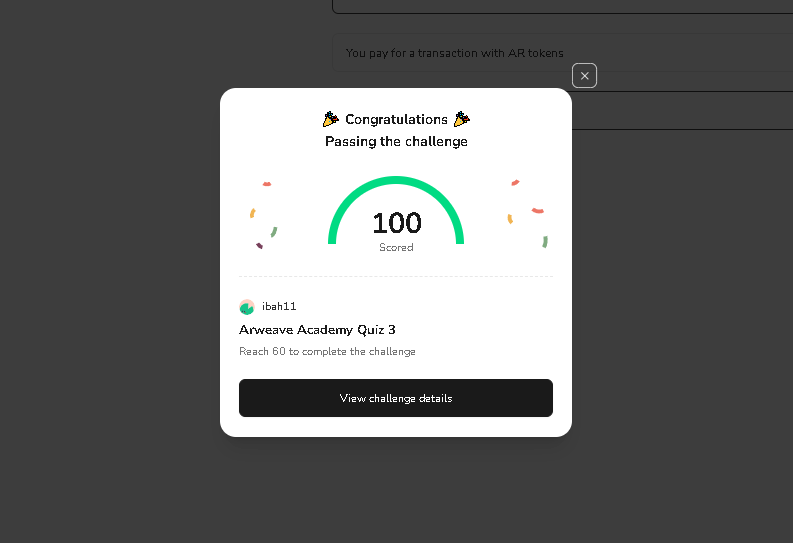 You pay for a transaction with AR tokens
🎉 Congratulations 🎉
Passing the challenge
100
Scored
ibah11
Arweave Academy Quiz 3
Reach 60 to complete the challenge
View challenge details